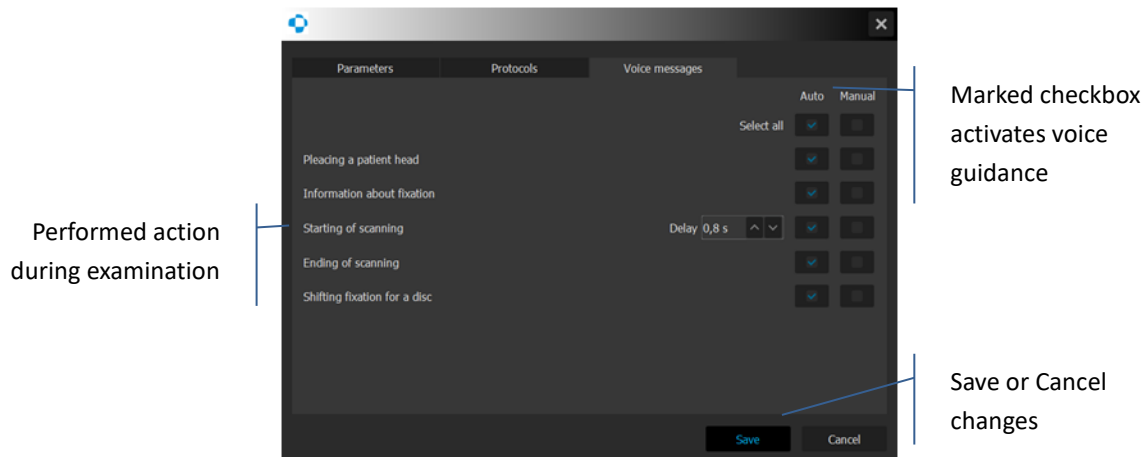 Parameters Protocols Voice messages
Auto Manual
Select all
Pleacing a patient head
Information about fixation
Starting of scanning Delay 0,8 s
Ending of scanning
Shifting fixation for a disc
Save Cancel
Performed action
during examination
Marked checkbox
activates voice
guidance
Save or Cancel
changes